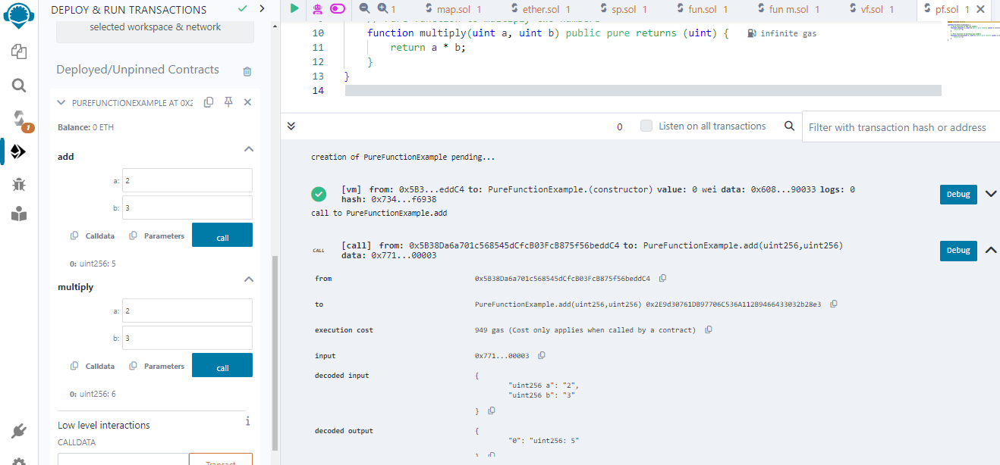 DEPLOY & RUN TRANSACTIONS
selected workspace & network
Deployed/Unpinned Contracts
PUREFUNCTIONEXAMPLE AT 0X2
Balance: 0 ETH
add
a: 2
b: 3
Calldata Parameters call
0: uint256: 5
multiply
a: 2
b: 3
Calldata Parameters call
0: uint256: 6
Low level interactions i
CALLDATA
Transact
1
1 map.sol 1 ether.sol 1 sp.sol 1 fun.sol 1 fun m.sol 1 vf.sol 1 pf.sol 1
10 function multiply(uint a, uint b) public pure returns (uint) { infinite gas
11 return a * b;
12 }
13 }
14
0 Listen on all transactions Filter with transaction hash or address
creation of PureFunctionExample pending...
[vm] from: 0x5B3...eddC4 to: PureFunctionExample.(constructor) value: 0 wei data: 0x608...90033 logs: 0
hash: 0x734...f6938
Debug
call to PureFunctionExample.add
CALL [call] from: 0x5B38Da6a701c568545dCfcB03FcB875f56beddC4 to: PureFunctionExample.add(uint256,uint256)
data: 0x771...00003
Debug
from 0x5B38Da6a701c568545dCfcB03FcB875f56beddC4
to PureFunctionExample.add(uint256,uint256) 0x2E9d30761DB97706C536A112B9466433032b28e3
execution cost 949 gas (Cost only applies when called by a contract)
input 0x771...00003
decoded input {
"uint256 a": "2",
"uint256 b": "3"
}
decoded output {
"0": "uint256: 5"
}